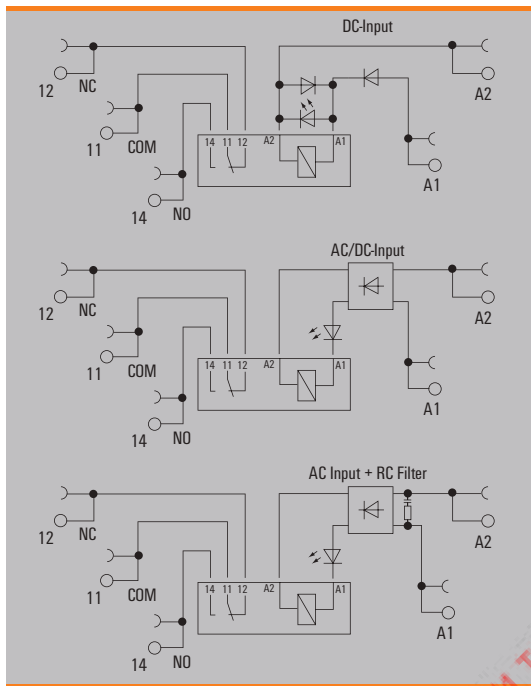 DC-Input
12 NC
A2
11 COM
14 11 12 A2 A1
A1
14 NO
AC/DC-Input
12 NC
A2
11 COM
14 11 12 A2 A1
A1
14 NO
AC Input + RC Filter
12 NC
A2
11 COM
14 11 12 A2 A1
A1
14 NO